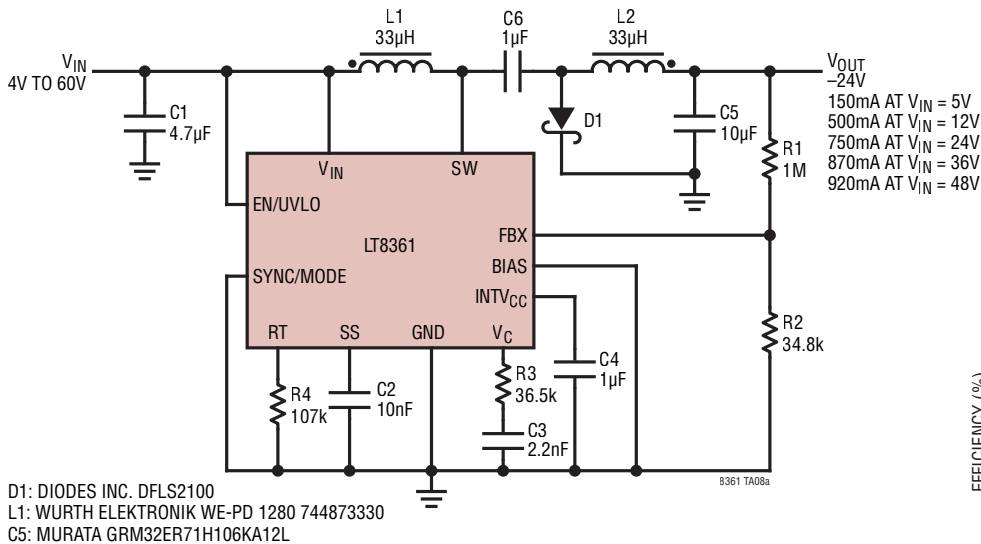 L1
33µH
C6
1µF
L2
33µH
VIN
4V TO 60V
C1
4.7µF
D1
C5
10µF
VOUT
–24V
150mA AT VIN = 5V
500mA AT VIN = 12V
750mA AT VIN = 24V
870mA AT VIN = 36V
920mA AT VIN = 48V
R1
1M
VIN
SW
EN/UVLO
LT8361
FBX
SYNC/MODE
BIAS
INTVCC
RT
SS
GND
VC
R2
34.8k
R4
107k
C2
10nF
R3
36.5k
C4
1µF
C3
2.2nF
8361 TA08a
EFFICIENCY (%)
D1: DIODES INC. DFLS2100
L1: WURTH ELEKTRONIK WE-PD 1280 744873330
C5: MURATA GRM32ER71H106KA12L